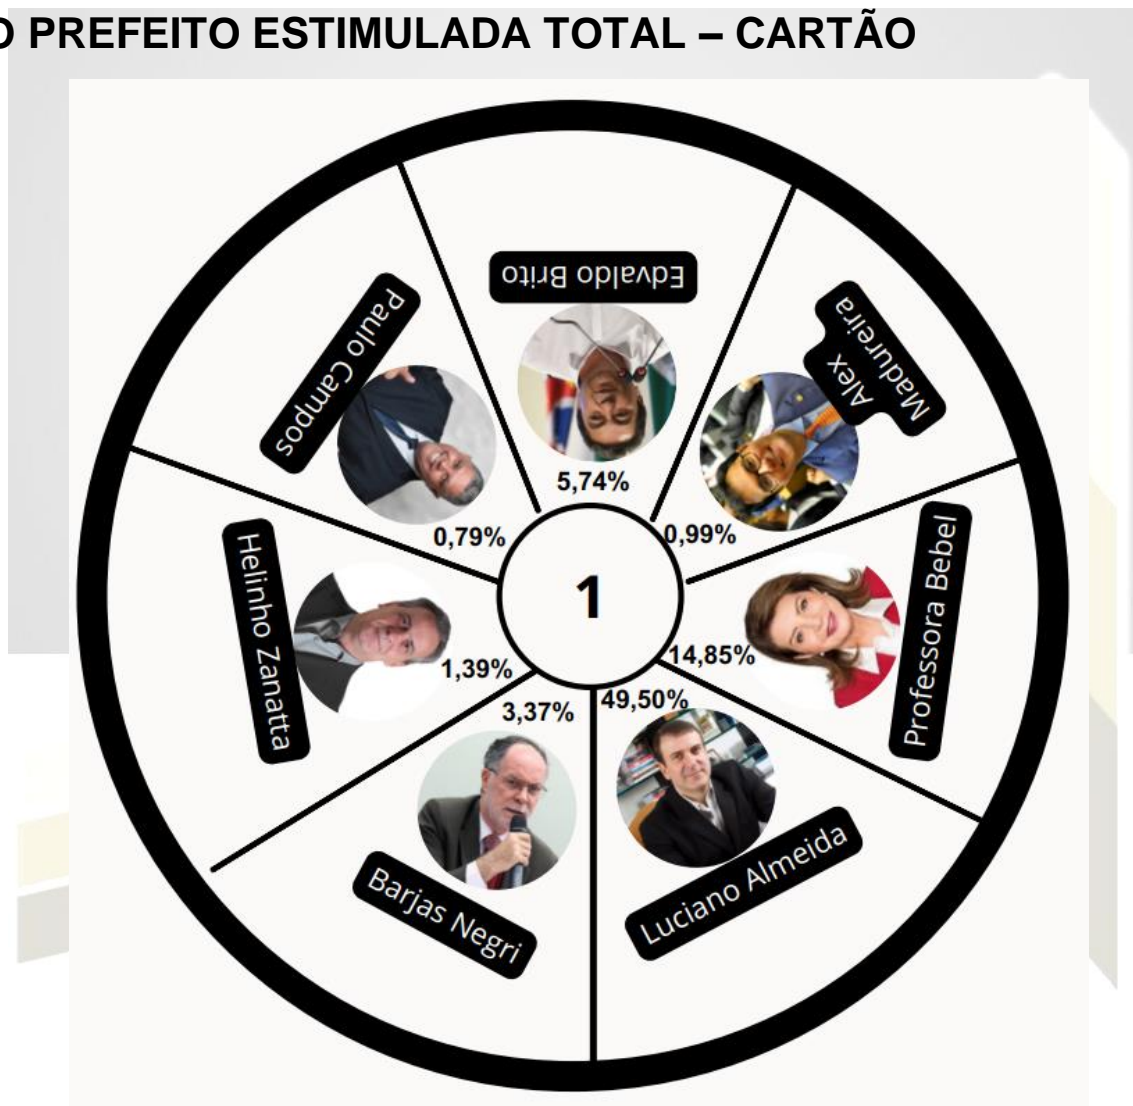 O PREFEITO ESTIMULADA TOTAL – CARTÃO
Edvaldo Brito
5,74%
Alex
Madureira
0,99%
Professora Bebel
14,85%
Luciano Almeida
49,50%
Barjas Negri
3,37%
Helinho Zanatta
1,39%
Paulo Campos
0,79%
1